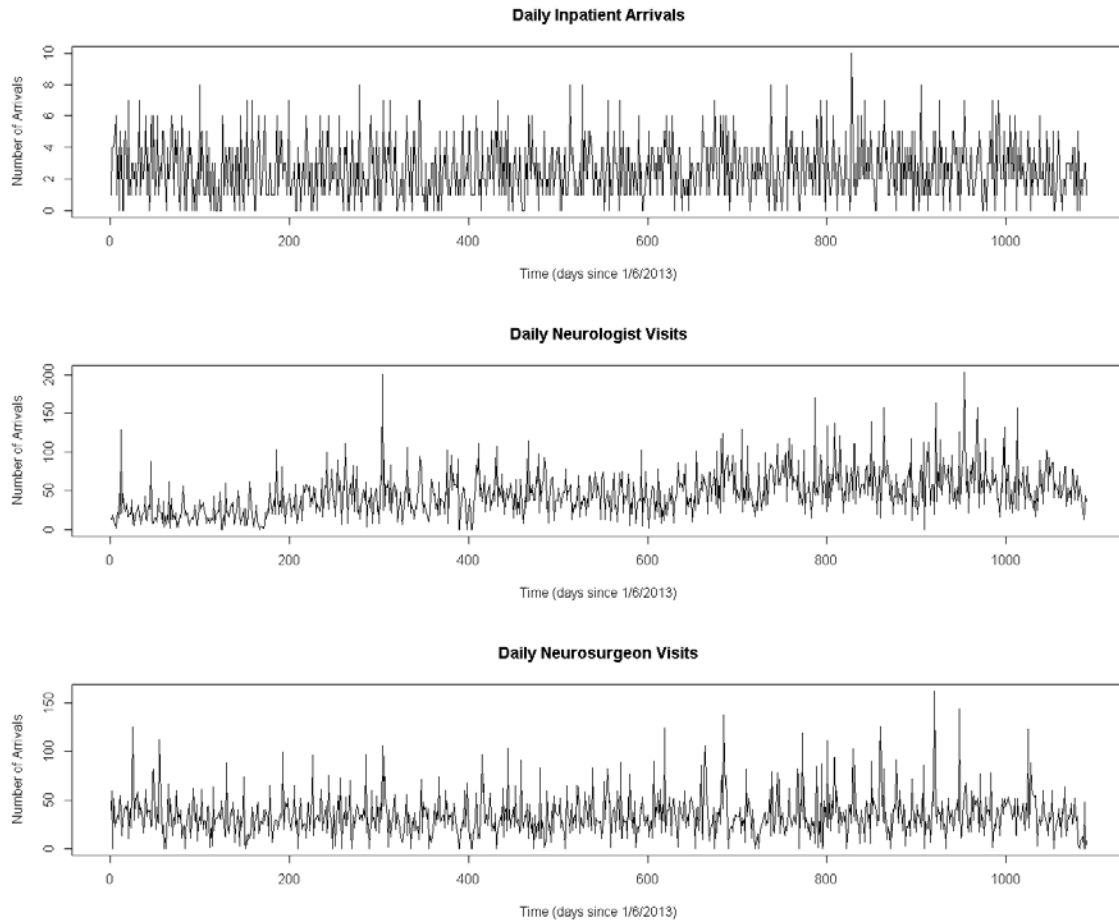 Daily Inpatient Arrivals
Number of Arrivals
10
8
6
4
2
0
0 200 400 600 800 1000
Time (days since 1/6/2013)
Daily Neurologist Visits
Number of Arrivals
200
150
100
50
0
0 200 400 600 800 1000
Time (days since 1/6/2013)
Daily Neurosurgeon Visits
Number of Arrivals
150
100
50
0
0 200 400 600 800 1000
Time (days since 1/6/2013)